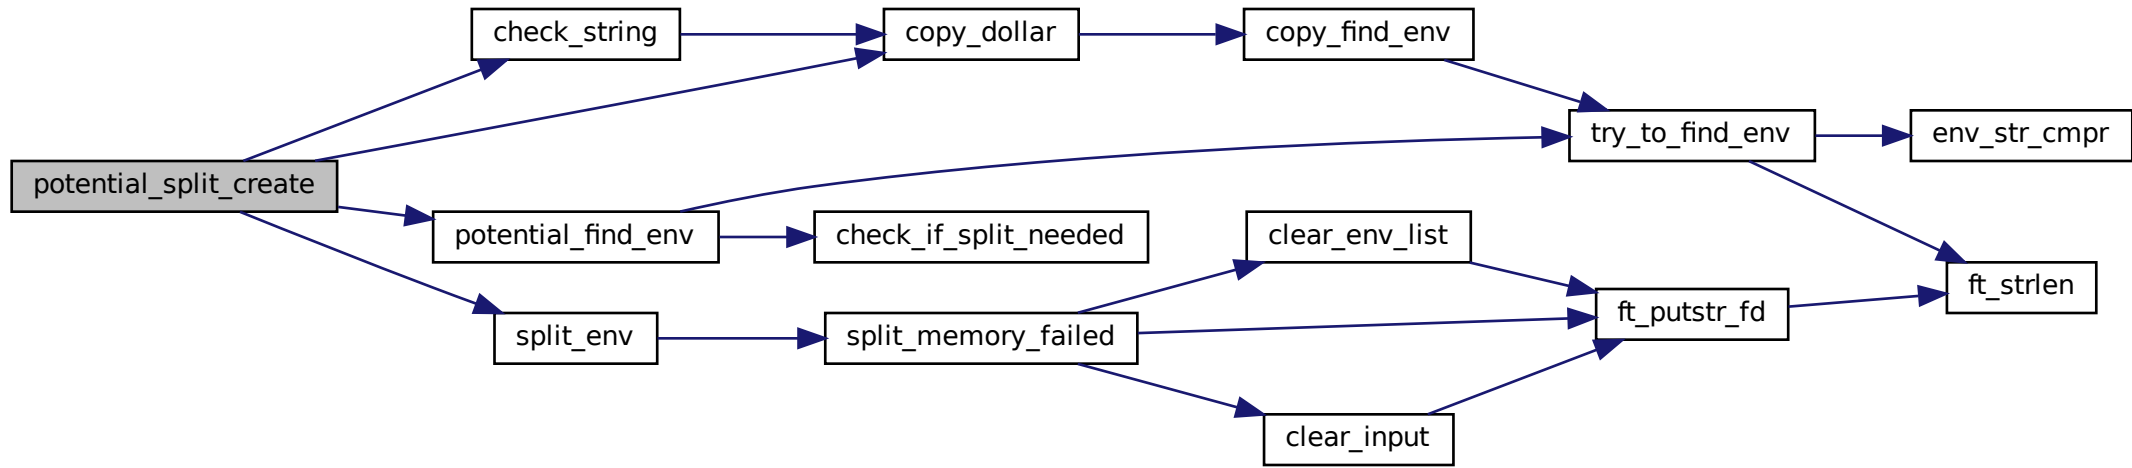 check_string
copy_dollar
copy_find_env
try_to_find_env
env_str_cmpr
potential_split_create
potential_find_env
check_if_split_needed
clear_env_list
ft_strlen
split_env
split_memory_failed
ft_putstr_fd
clear_input